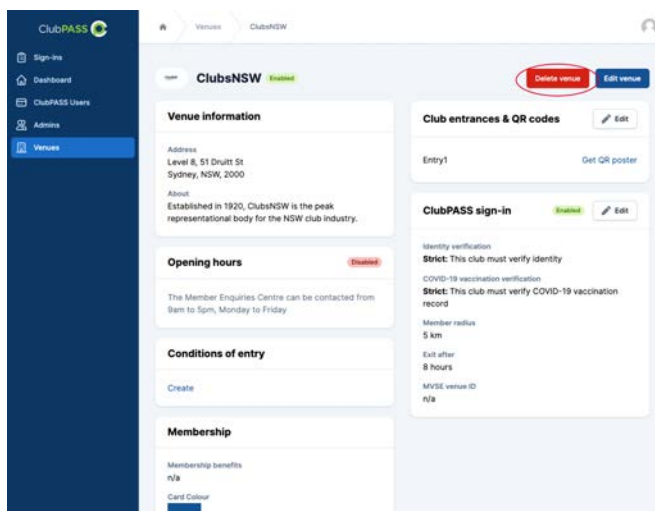 ClubPASS
Sign-ins
Dashboard
ClubPASS Users
Admins
Venues
Venues
ClubsNSW
ClubsNSW
Enabled
Delete venue
Edit venue
Venue information
Address
Level 8, 51 Druitt St
Sydney, NSW, 2000
About
Established in 1920, ClubsNSW is the peak
representational body for the NSW club industry.
Opening hours
Disabled
The Member Enquiries Centre can be contacted from
9am to 5pm, Monday to Friday
Conditions of entry
Create
Membership
Membership benefits
n/a
Card Colour
Club entrances & QR codes
Edit
Entry1
Get QR poster
ClubPASS sign-in
Enabled
Edit
Identity verification
Strict: This club must verify identity
COVID-19 vaccination verification
Strict: This club must verify COVID-19 vaccination
record
Member radius
5 km
Exit after
8 hours
MVSE venue ID
n/a